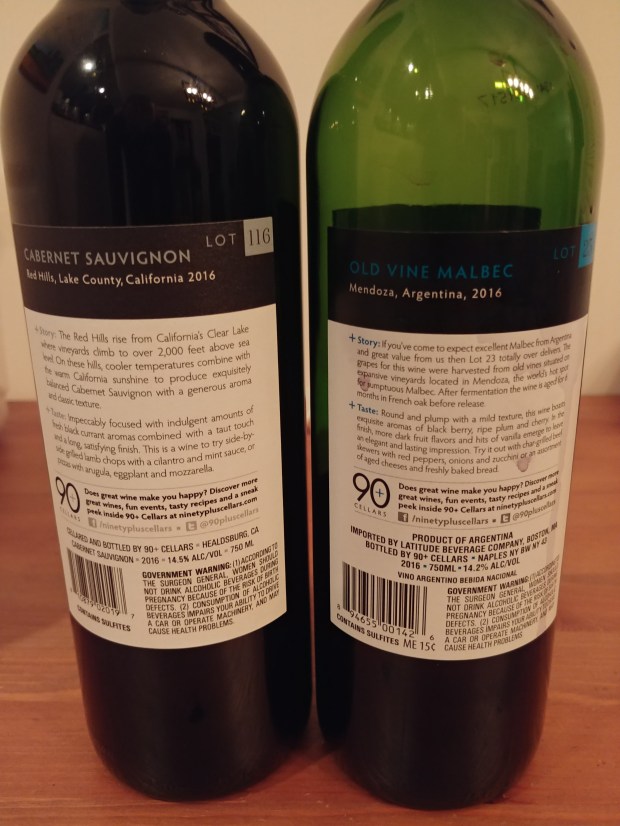 LOT 116
CABERNET SAUVIGNON
Red Hills, Lake County, California 2016
+ Story: The Red Hills rise from California's Clear Lake
where vineyards climb to over 2,000 feet above sea
level. On these hills, cooler temperatures combine with
the warm California sunshine to produce exquisitely
balanced Cabernet Sauvignon with a generous aroma
and classic texture.
+ Taste: Impeccably focused with indulgent amounts of
fresh black currant aromas combined with a taut touch
and a long, satisfying finish. This is a wine to try side-by-
side grilled lamb chops with a cilantro and mint sauce, or
pizza with arugula, eggplant and mozzarella.
90+
CELLARS
Does great wine make you happy? Discover more
great wines, fun events, tasty recipes and a sneak
peek inside 90+ Cellars at ninetypluscellars.com
f /ninetypluscellars • @90pluscellars
CELLARED AND BOTTLED BY 90+ CELLARS • HEALDSBURG, CA
CABERNET SAUVIGNON • 2016 • 14.5% ALC/VOL • 750 ML
GOVERNMENT WARNING: (1) ACCORDING TO
THE SURGEON GENERAL, WOMEN SHOULD
NOT DRINK ALCOHOLIC BEVERAGES DURING
PREGNANCY BECAUSE OF THE RISK OF BIRTH
DEFECTS. (2) CONSUMPTION OF ALCOHOLIC
BEVERAGES IMPAIRS YOUR ABILITY TO DRIVE
A CAR OR OPERATE MACHINERY, AND MAY
CAUSE HEALTH PROBLEMS.
CONTAINS SULFITES
LOT
OLD VINE MALBEC
Mendoza, Argentina, 2016
+ Story: If you've come to expect excellent Malbec from Argentina
and great value from us then Lot 23 totally over delivers. The
grapes for this wine were harvested from old vines situated on
expansive vineyards located in Mendoza, the world's hot spot
for sumptuous Malbec. After fermentation the wine is aged for 8
months in French oak before release.
+ Taste: Round and plump with a mild texture, this wine boasts
exquisite aromas of black berry, ripe plum and cherry. In the
finish, more dark fruit flavors and hits of vanilla emerge to leave
an elegant and lasting impression. Try it out with char-grilled beef
skewers with red peppers, onions and zucchini or an assortment
of aged cheeses and freshly baked bread.
90+
CELLARS
Does great wine make you happy? Discover more
great wines, fun events, tasty recipes and a sneak
peek inside 90+ Cellars at ninetypluscellars.com
f /ninetypluscellars • @90pluscellars
PRODUCT OF ARGENTINA
IMPORTED BY LATITUDE BEVERAGE COMPANY, BOSTON, MA
BOTTLED BY 90+ CELLARS • NAPLES NY BW NY 43
2016 • 750ML • 14.2% ALC/VOL
VINO ARGENTINO BEBIDA NACIONAL
GOVERNMENT WARNING: (1) ACCORDING TO
THE SURGEON GENERAL, WOMEN SHOULD
NOT DRINK ALCOHOLIC BEVERAGES DURING
PREGNANCY BECAUSE OF THE RISK OF BIRTH
DEFECTS. (2) CONSUMPTION OF ALCOHOLIC
BEVERAGES IMPAIRS YOUR ABILITY TO DRIVE
A CAR OR OPERATE MACHINERY, AND MAY
CAUSE HEALTH PROBLEMS.
94655 00142 6
CONTAINS SULFITES ME 15¢